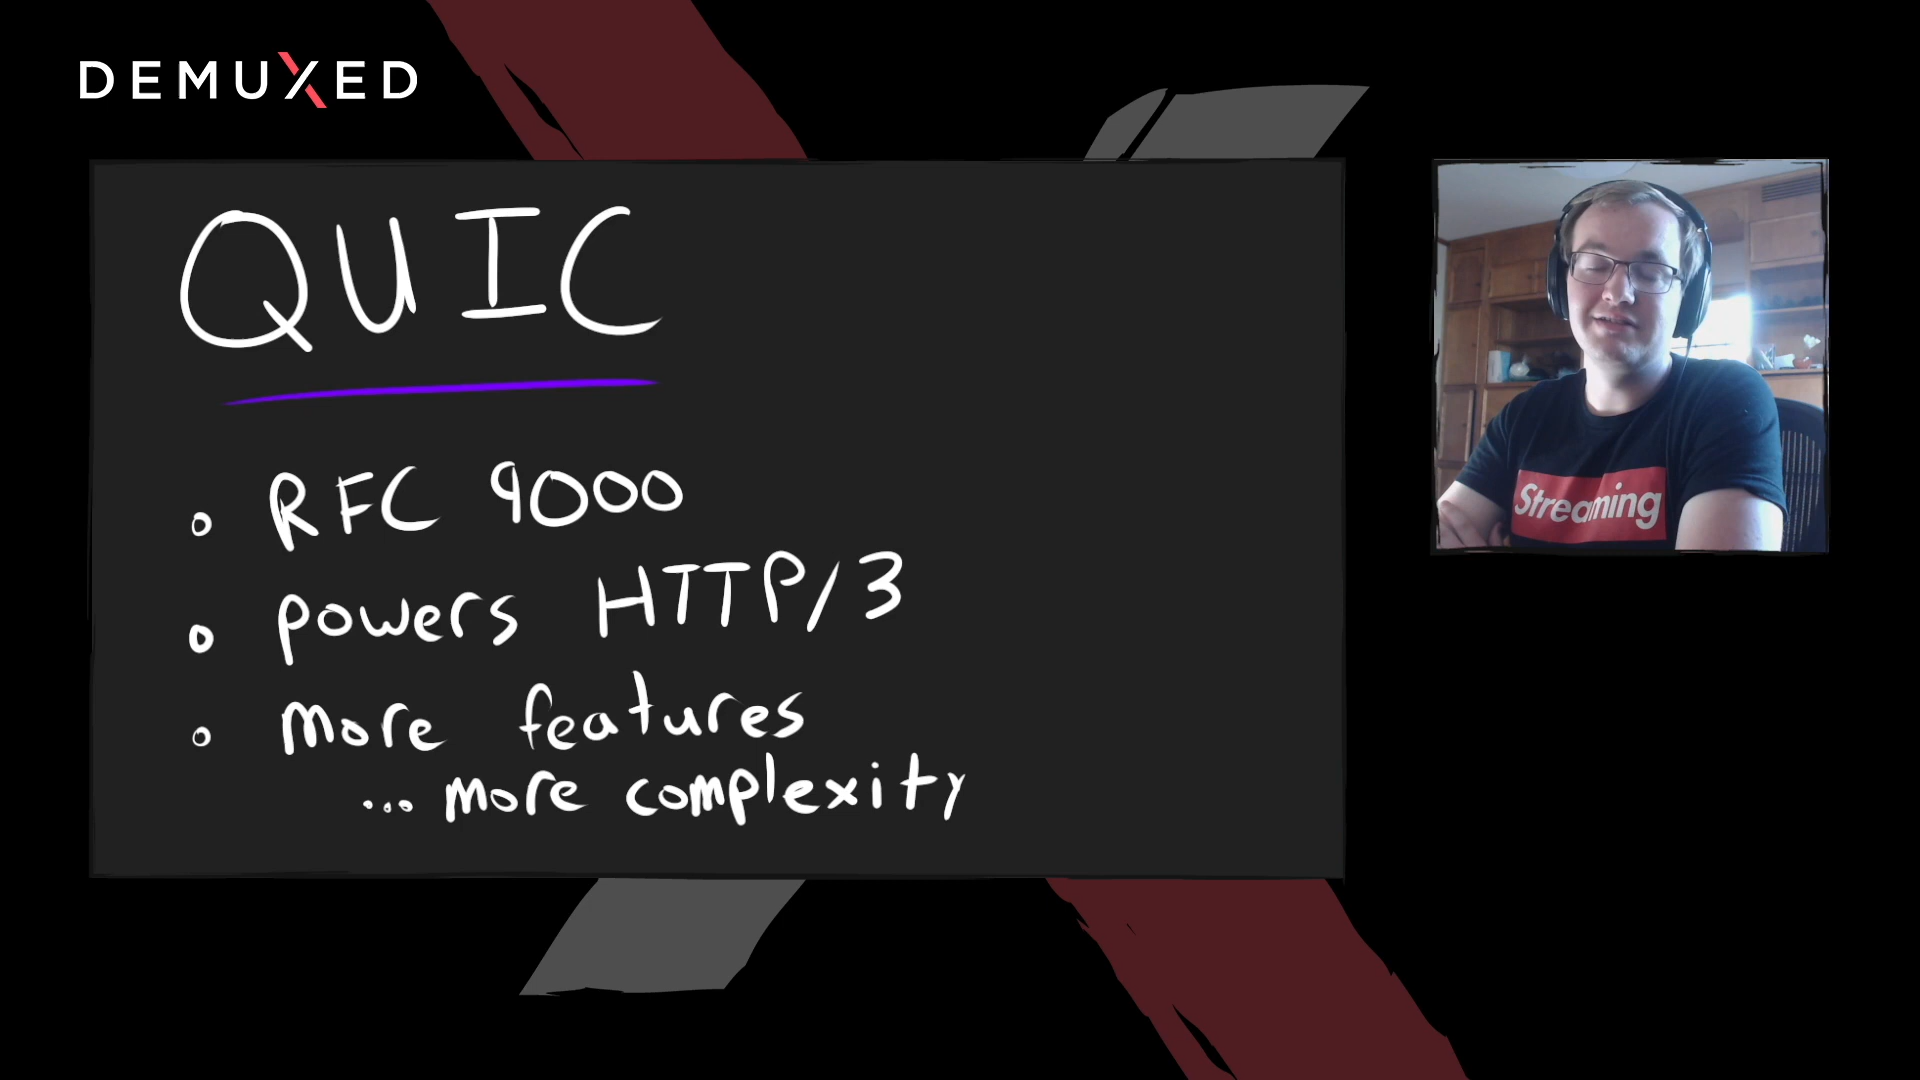 DEMUXED
QUIC
RFC 9000
powers HTTP/3
more features
... more complexity
Streaming